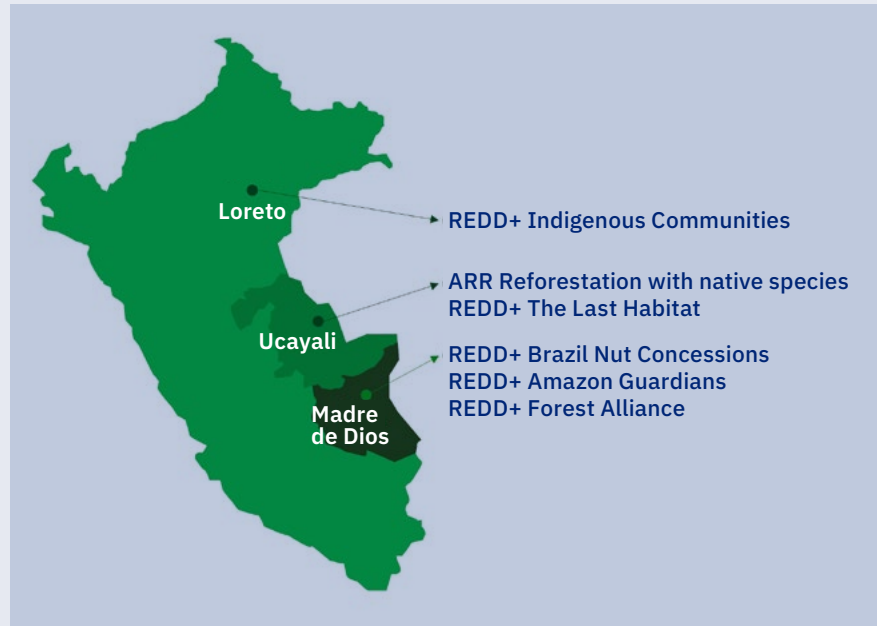 Loreto
REDD+ Indigenous Communities
Ucayali
ARR Reforestation with native species
REDD+ The Last Habitat
Madre
de Dios
REDD+ Brazil Nut Concessions
REDD+ Amazon Guardians
REDD+ Forest Alliance